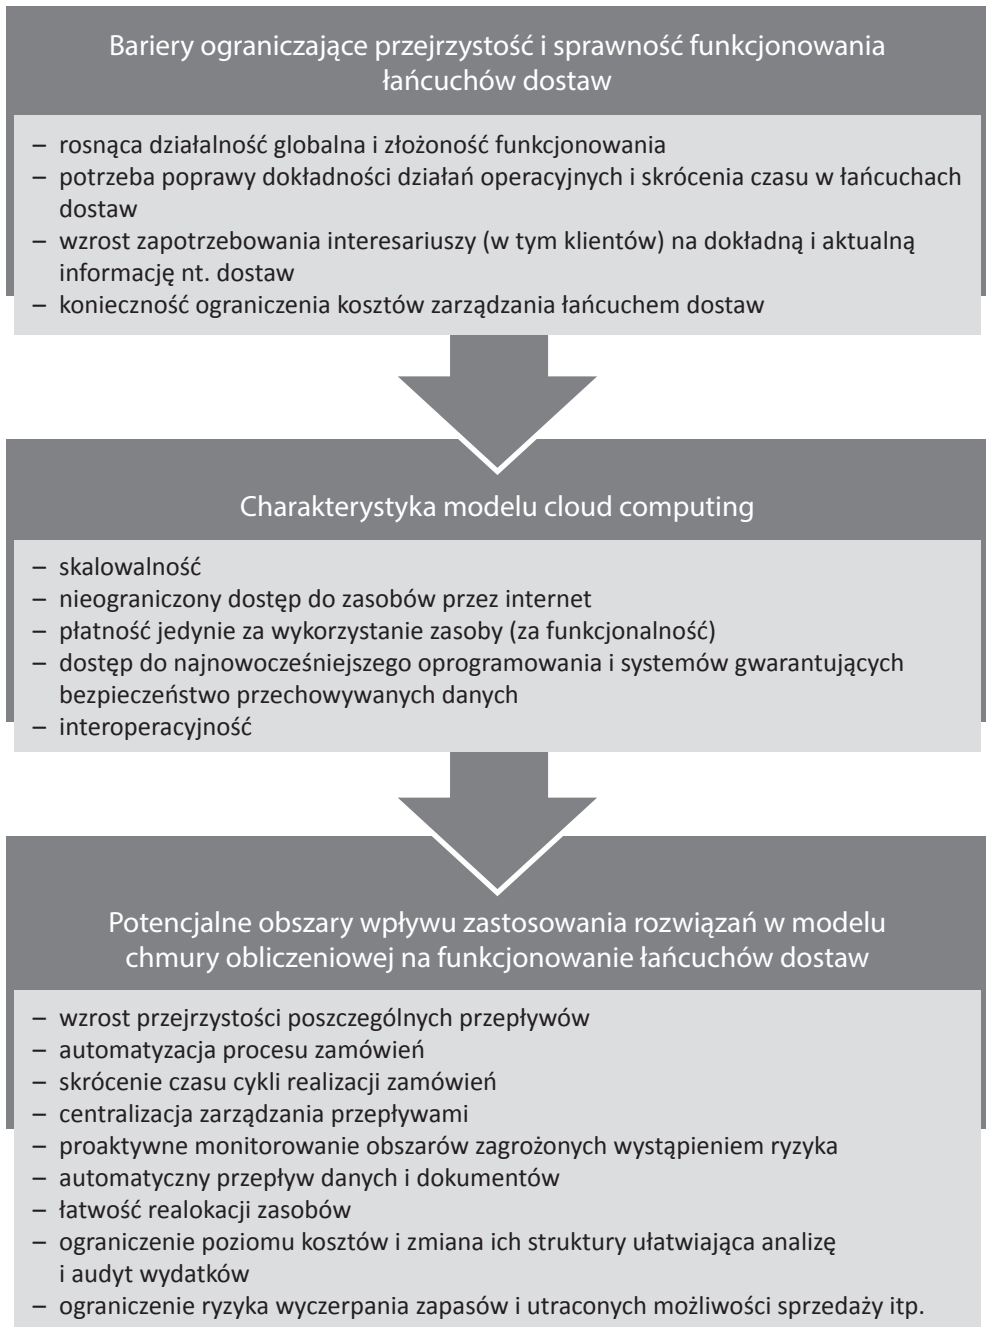 Bariery ograniczające przejrzystość i sprawność funkcjonowania
łańcuchów dostaw
– rosnąca działalność globalna i złożoność funkcjonowania
– potrzeba poprawy dokładności działań operacyjnych i skrócenia czasu w łańcuchach
dostaw
– wzrost zapotrzebowania interesariuszy (w tym klientów) na dokładną i aktualną
informację nt. dostaw
– konieczność ograniczenia kosztów zarządzania łańcuchem dostaw
Charakterystyka modelu cloud computing
– skalowalność
– nieograniczony dostęp do zasobów przez internet
– płatność jedynie za wykorzystanie zasoby (za funkcjonalność)
– dostęp do najnowocześniejszego oprogramowania i systemów gwarantujących
bezpieczeństwo przechowywanych danych
– interoperacyjność
Potencjalne obszary wpływu zastosowania rozwiązań w modelu
chmury obliczeniowej na funkcjonowanie łańcuchów dostaw
– wzrost przejrzystości poszczególnych przepływów
– automatyzacja procesu zamówień
– skrócenie czasu cykli realizacji zamówień
– centralizacja zarządzania przepływami
– proaktywne monitorowanie obszarów zagrożonych wystąpieniem ryzyka
– automatyczny przepływ danych i dokumentów
– łatwość realokacji zasobów
– ograniczenie poziomu kosztów i zmiana ich struktury ułatwiająca analizę
i audyt wydatków
– ograniczenie ryzyka wyczerpania zapasów i utraconych możliwości sprzedaży itp.